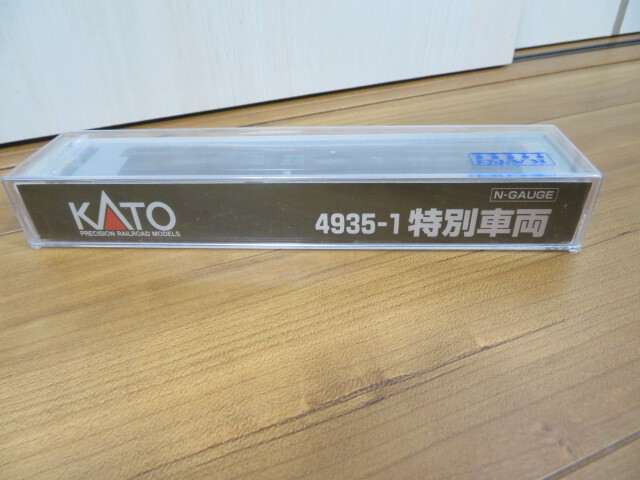 KATO
PRECISION RAILROAD MODELS
N-GAUGE
4935-1 特別車両